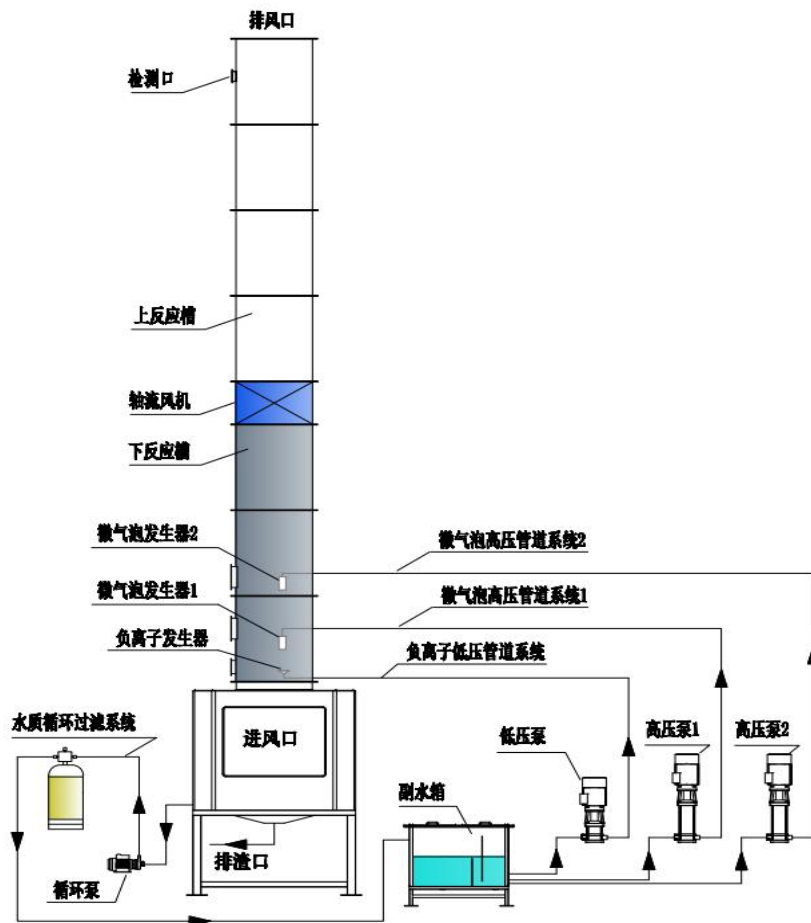 排风口
检测口
上反应槽
轴流风机
下反应槽
微气泡发生器2
微气泡高压管道系统2
微气泡发生器1
微气泡高压管道系统1
负离子发生器
负离子低压管道系统
水质循环过滤系统
进风口
低压泵
高压泵1
高压泵2
副水箱
排渣口
循环泵